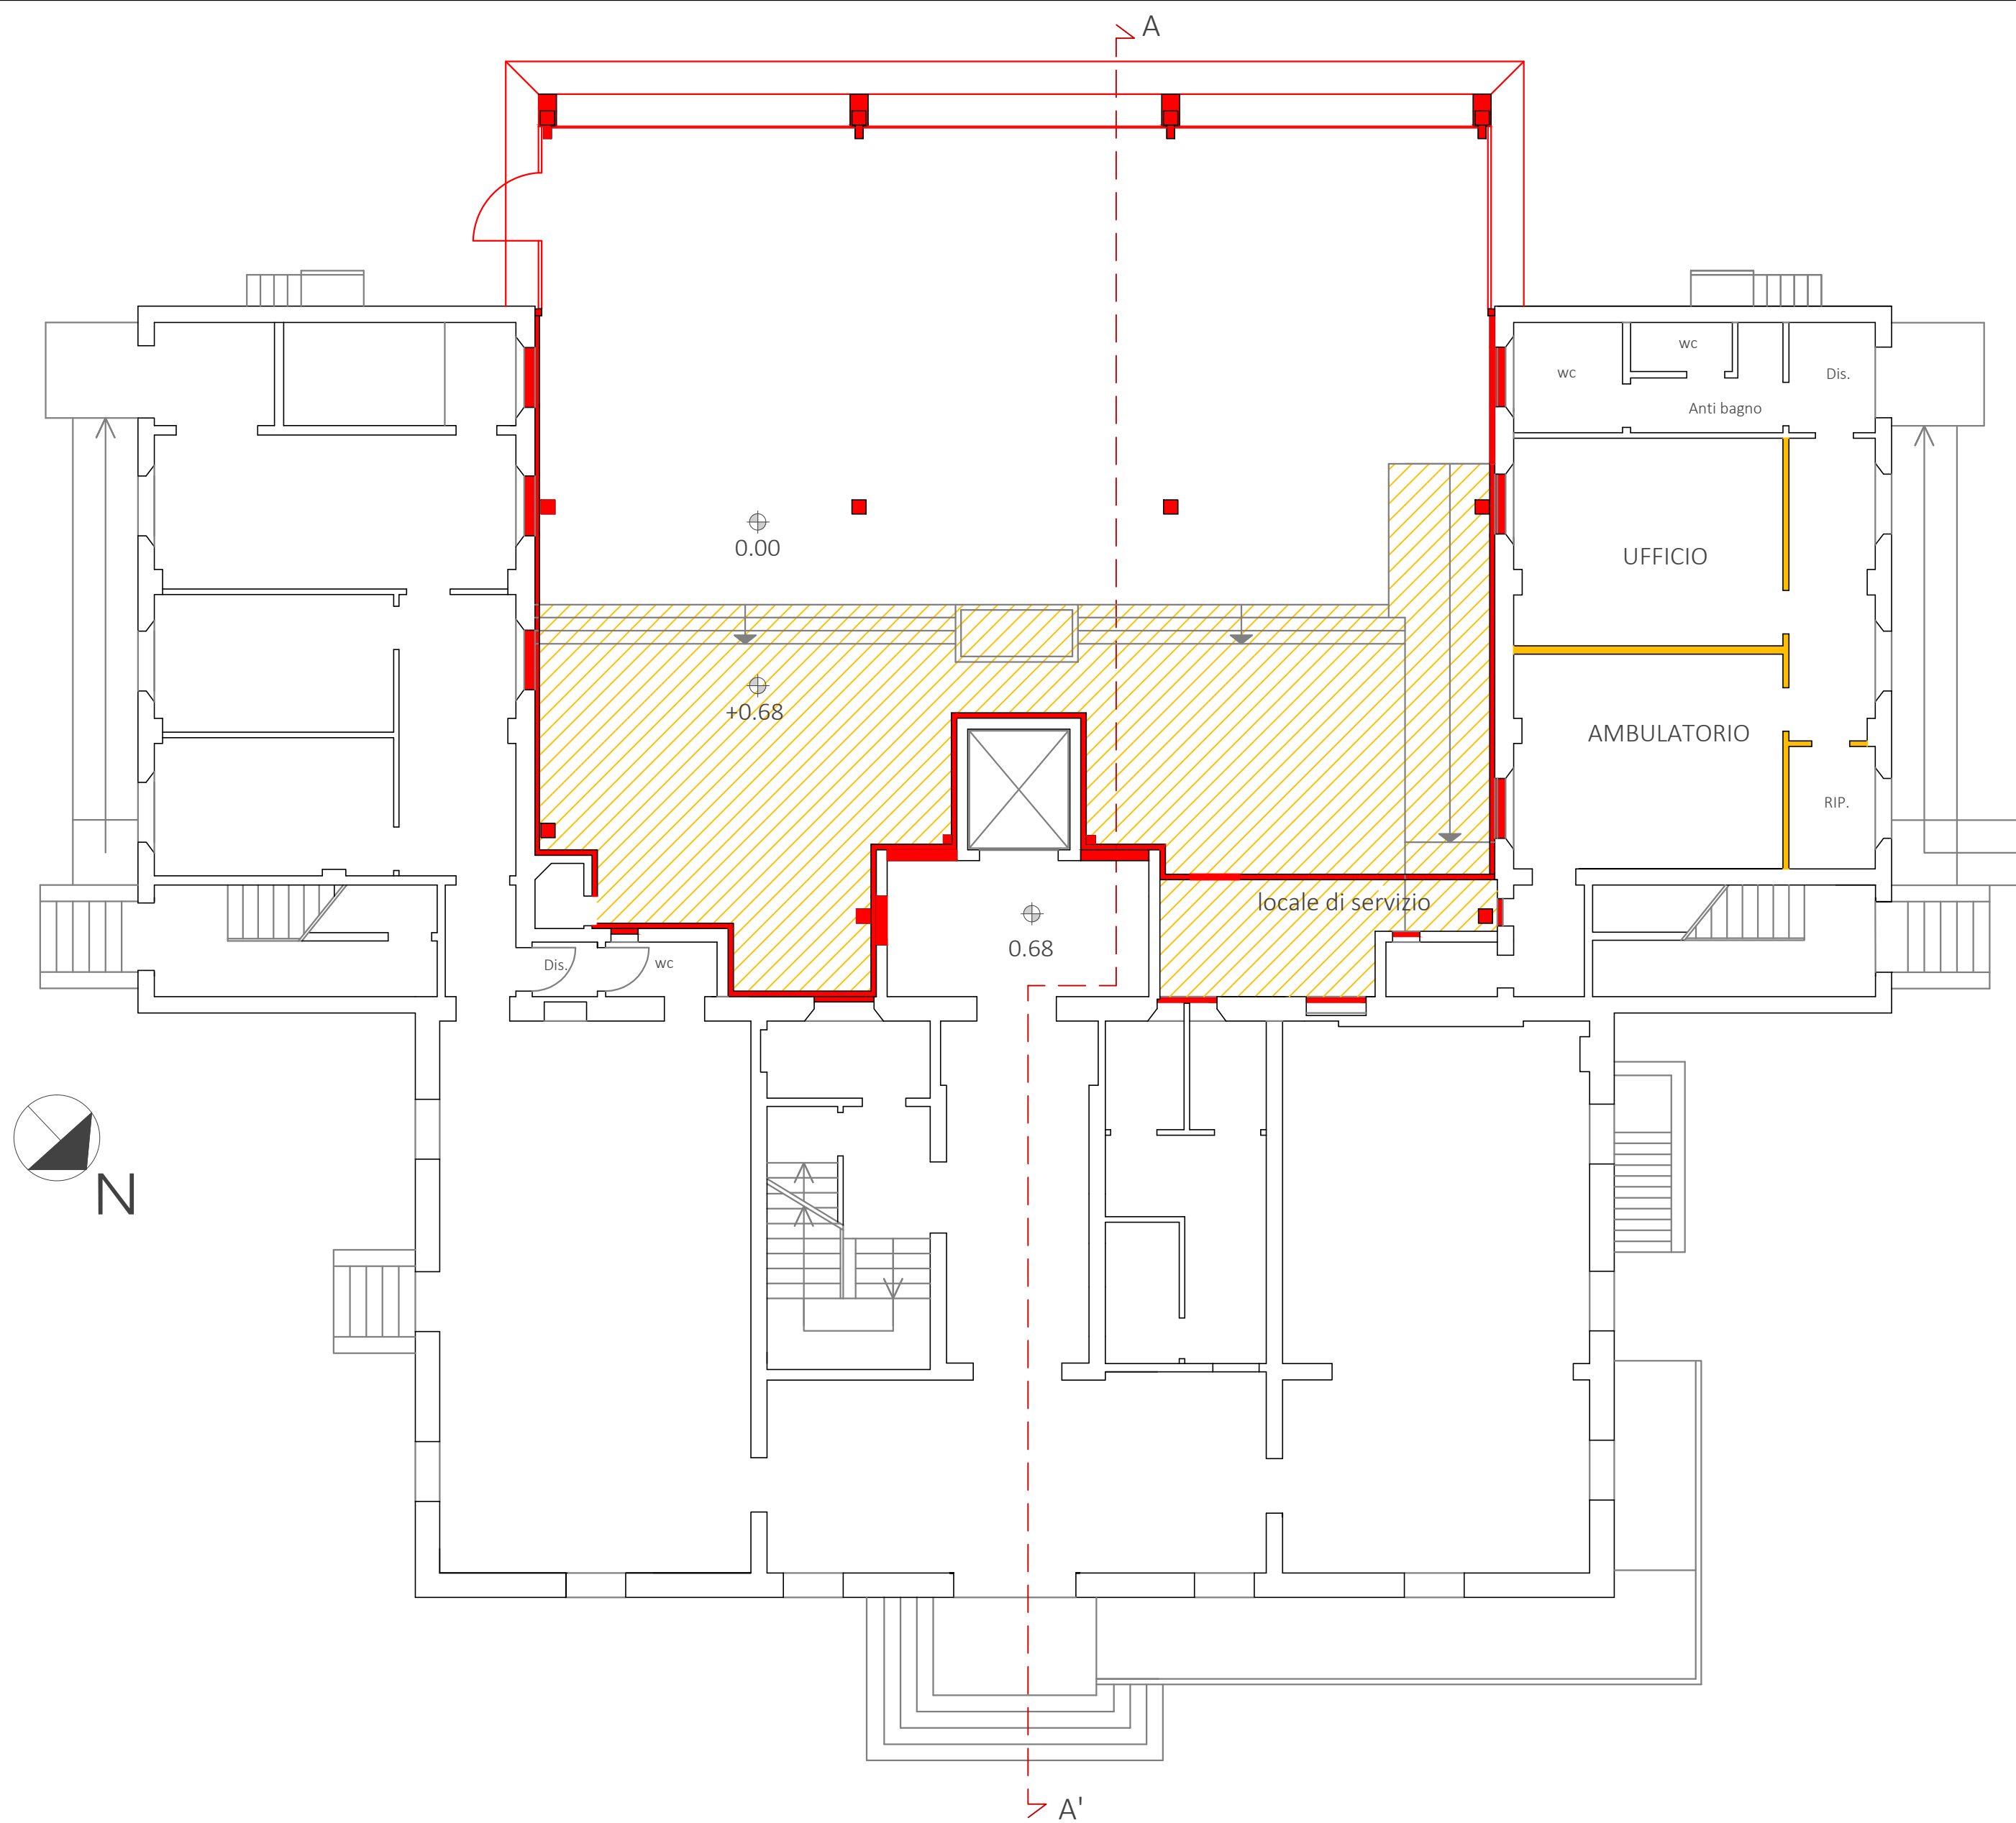 A
wc
wc
Dis.
Anti bagno
0.00
UFFICIO
+0.68
AMBULATORIO
RIP.
locale di servizio
0.68
Dis.
wc
N
A'